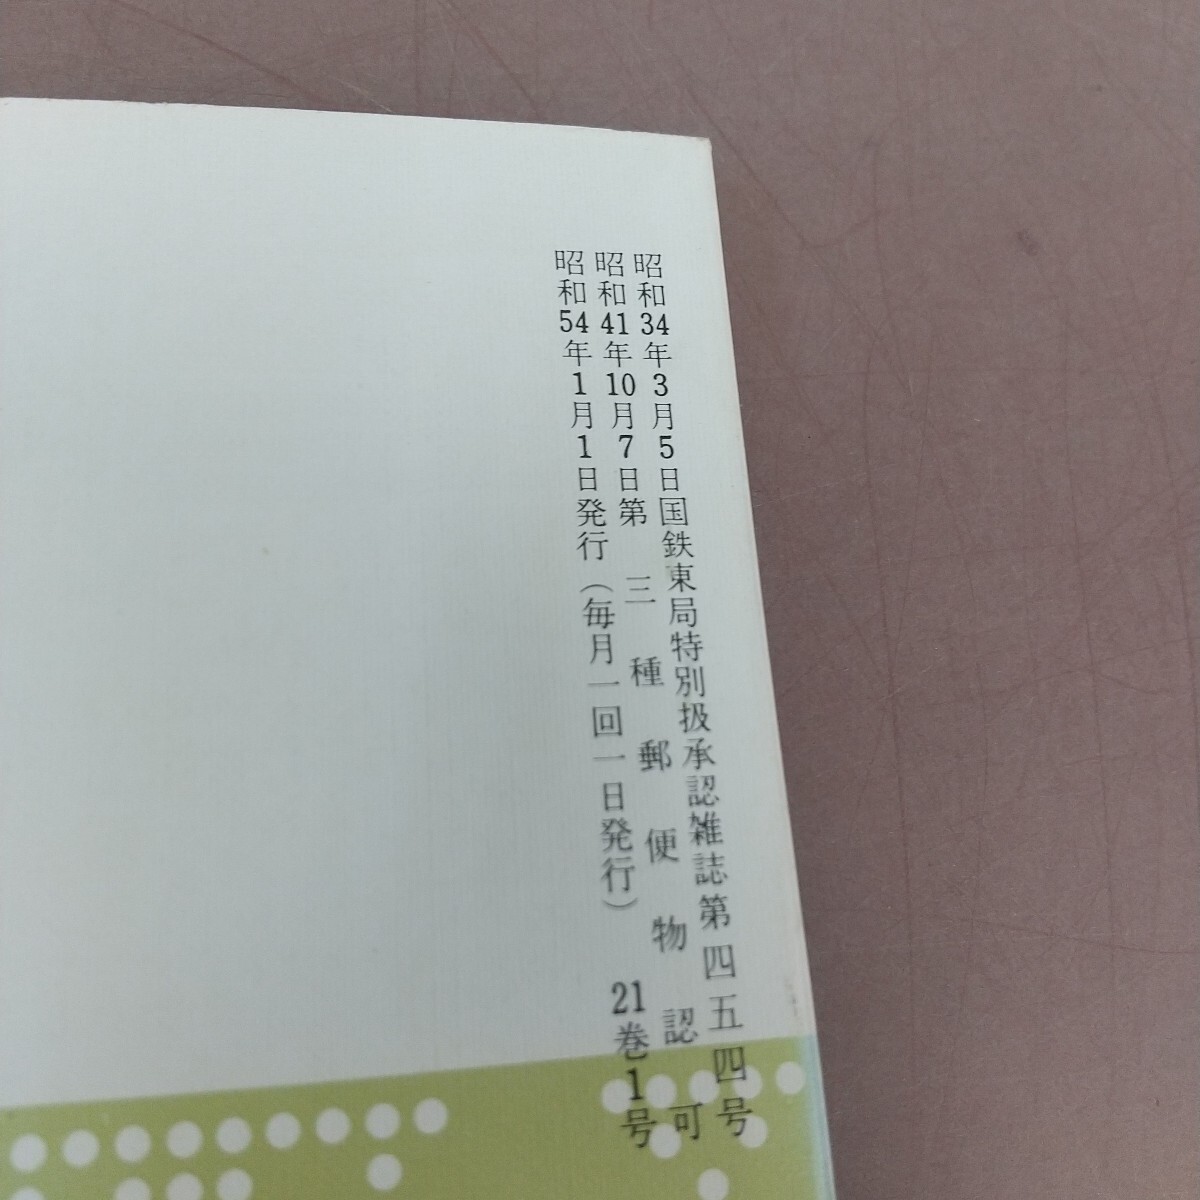 昭和34年3月5日国鉄東局特別扱承認雑誌第四五四号
昭和41年10月7日第三種郵便物認可
昭和54年1月1日発行(毎月一回一日発行) 21巻1号